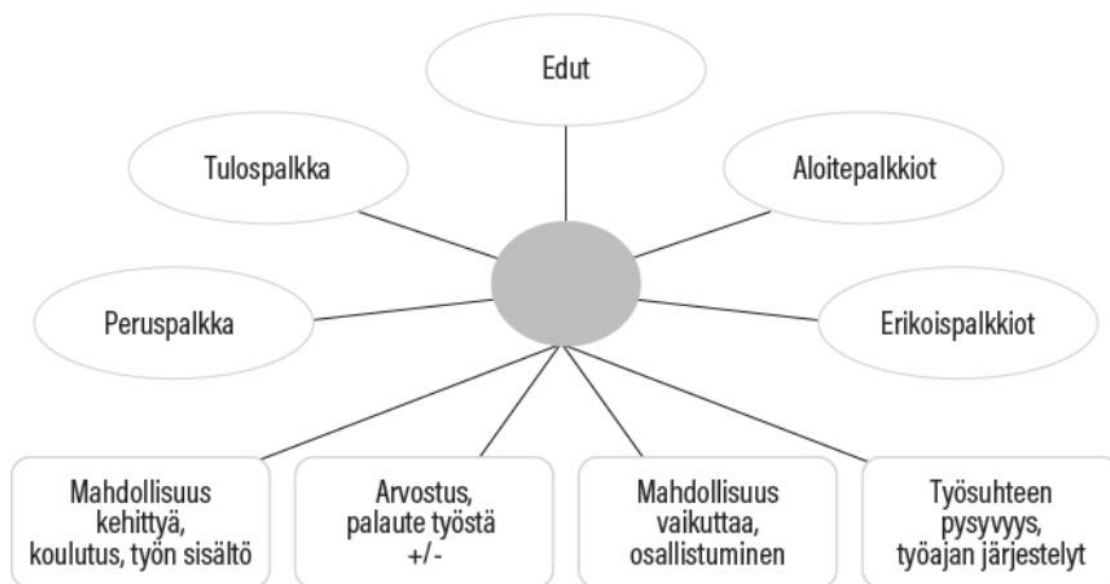 Edut
Tulospalkka
Aloitepalkkiot
Peruspalkka
Erikoispalkkiot
Mahdollisuus
kehittyä,
koulutus, työn sisältö
Arvostus,
palaute työstä
+/-
Mahdollisuus
vaikuttaa,
osallistuminen
Työsuhteen
pysyvyys,
työajan järjestelyt